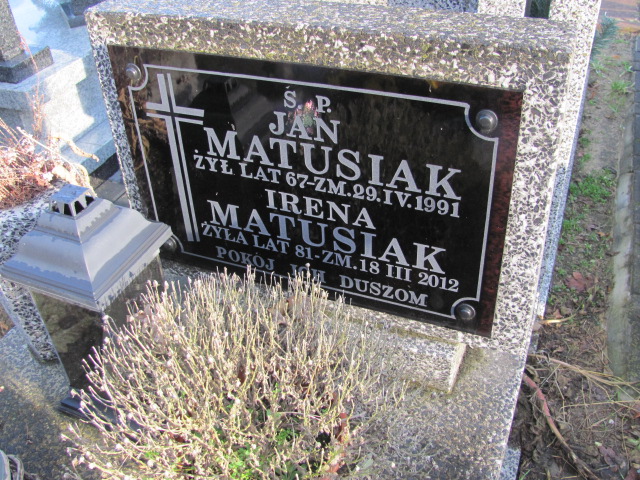 Ś. P.
JAN
MATUSIAK
ŻYŁ LAT 67-ZM.29.IV.1991
IRENA
MATUSIAK
ŻYŁA LAT 81-ZM.18 III 2012
POKÓJ ICH DUSZOM